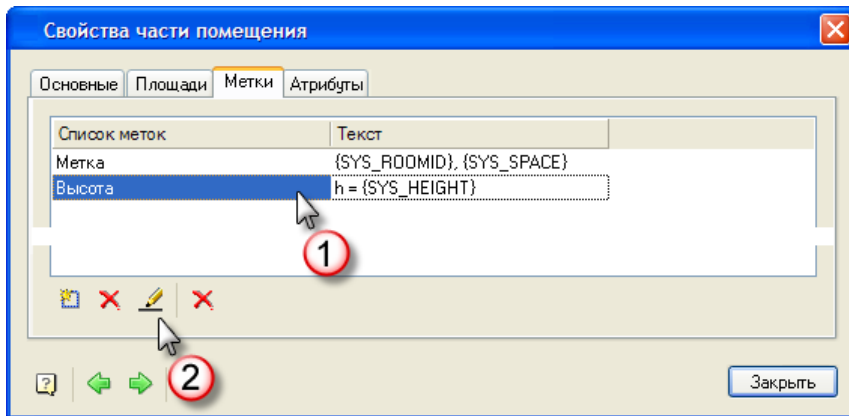 Свойства части помещения
Основные Площади Метки Атрибуты
Список меток Текст
Метка {SYS_ROOMID}, {SYS_SPACE}
Высота h = {SYS_HEIGHT}
1
2
? Закрыть